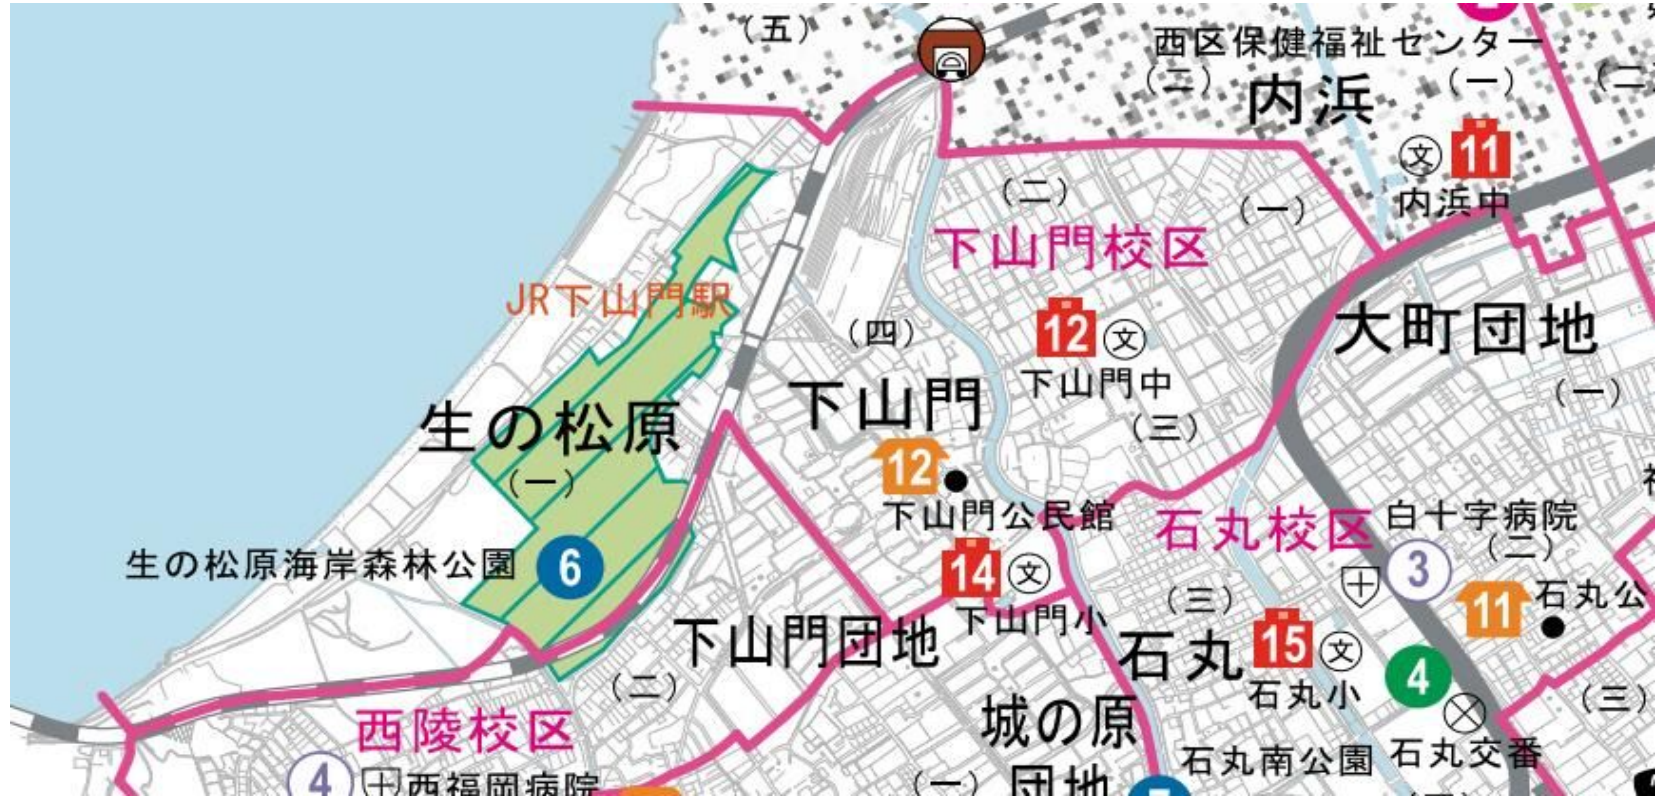 (五)
西区保健福祉センター
(二)
(一)
内浜
文
11
内浜中
(二)
(一)
下山門校区
JR下山門駅
(四)
12
文
下山門中
大町団地
(一)
下山門
(三)
生の松原
(一)
12
下山門公民館
石丸校区
白十字病院
(二)
生の松原海岸森林公園
6
14
文
下山門小
3
11
石丸公
(三)
下山門団地
(二)
石丸
15
文
石丸小
4
(三)
西陵校区
城の原
団地
石丸南公園
石丸交番
4
西福岡病院
(一)